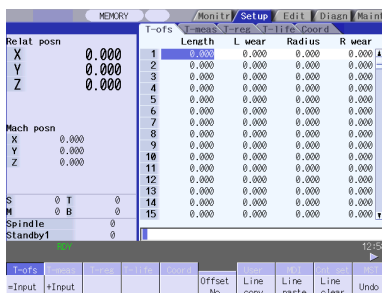 MEMORY Monitr Setup Edit Diagn Maint
T-ofs T-meas T-reg T-life Coord
Relat posn Length L wear Radius R wear
X 0.000 1 0.000 0.000 0.000 0.000
Y 0.000 2 0.000 0.000 0.000 0.000
Z 0.000 3 0.000 0.000 0.000 0.000
4 0.000 0.000 0.000 0.000
5 0.000 0.000 0.000 0.000
6 0.000 0.000 0.000 0.000
7 0.000 0.000 0.000 0.000
Mach posn 8 0.000 0.000 0.000 0.000
X 0.000 9 0.000 0.000 0.000 0.000
Y 0.000 10 0.000 0.000 0.000 0.000
Z 0.000 11 0.000 0.000 0.000 0.000
12 0.000 0.000 0.000 0.000
13 0.000 0.000 0.000 0.000
S 0 T 0 14 0.000 0.000 0.000 0.000
M 0 B 0 15 0.000 0.000 0.000 0.000
Spindle 0
Standby1 0
RDY 12:5
T-ofs T-meas T-reg T-life Coord User MDI Cnt set MCT
=Input +Input Offset No. Line copy Line paste Line clear Undo